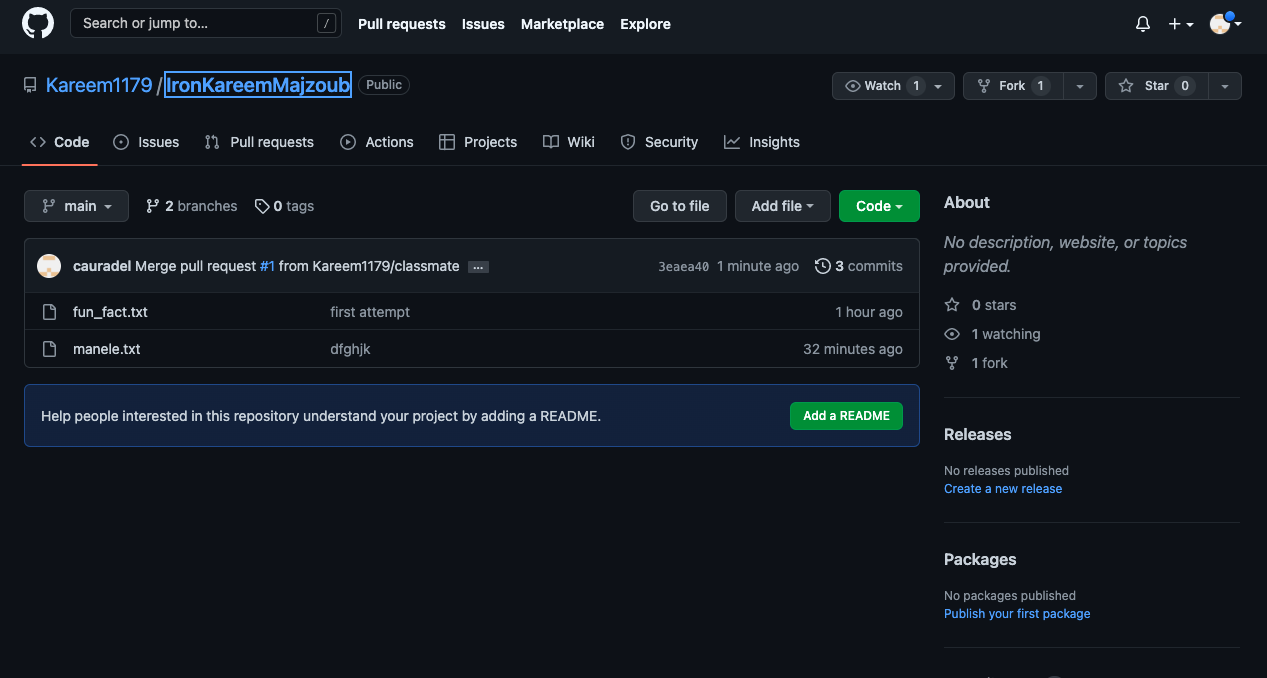 Search or jump to... /
Pull requests Issues Marketplace Explore
Kareem1179 / IronKareemMajzoub Public
Watch 1 Fork 1 Star 0
Code Issues Pull requests Actions Projects Wiki Security Insights
main 2 branches 0 tags Go to file Add file Code
cauradel Merge pull request #1 from Kareem1179/classmate ... 3eaea40 1 minute ago 3 commits
fun_fact.txt first attempt 1 hour ago
manele.txt dfghjk 32 minutes ago
Help people interested in this repository understand your project by adding a README. Add a README
About
No description, website, or topics
provided.
0 stars
1 watching
1 fork
Releases
No releases published
Create a new release
Packages
No packages published
Publish your first package